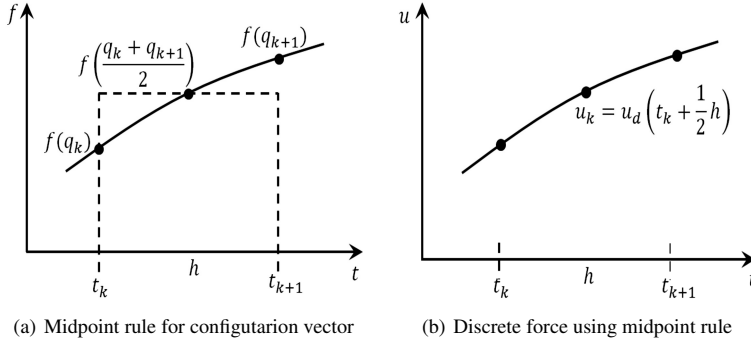 f
f(q_k + q_{k+1} / 2)
f(q_{k+1})
f(q_k)
t_k
h
t_{k+1}
t
(a) Midpoint rule for configutarion vector
u
u_k = u_d (t_k + 1/2 h)
t_k
h
t_{k+1}
t
(b) Discrete force using midpoint rule